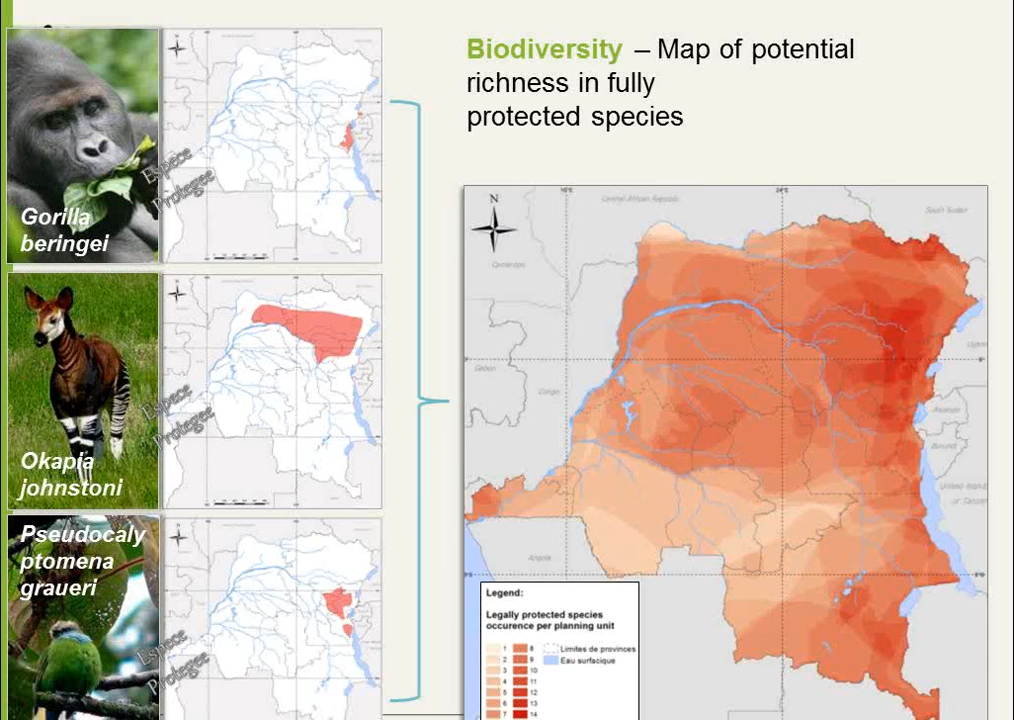 Biodiversity – Map of potential
richness in fully
protected species
Gorilla
beringei
Espece
Protegee
Okapia
johnstoni
Espece
Protegee
Pseudocaly
ptomena
graueri
Espece
Protegee
N
16°E
24°E
Central African Republic
South Sudan
Cameroon
Gabon
Congo
Rwanda
Burundi
Angola
Legend:
Legally protected species
occurence per planning unit
1 8 Limites de provinces
2 9 Eau surfacique
3 10
4 11
5 12
6 13
7 14